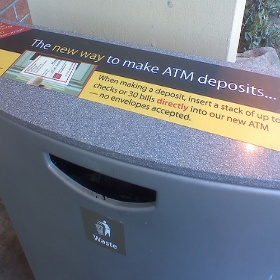 The new way to make ATM deposits...
When making a deposit, insert a stack of up to
checks or 30 bills directly into our new ATM
— no envelopes accepted.
Waste